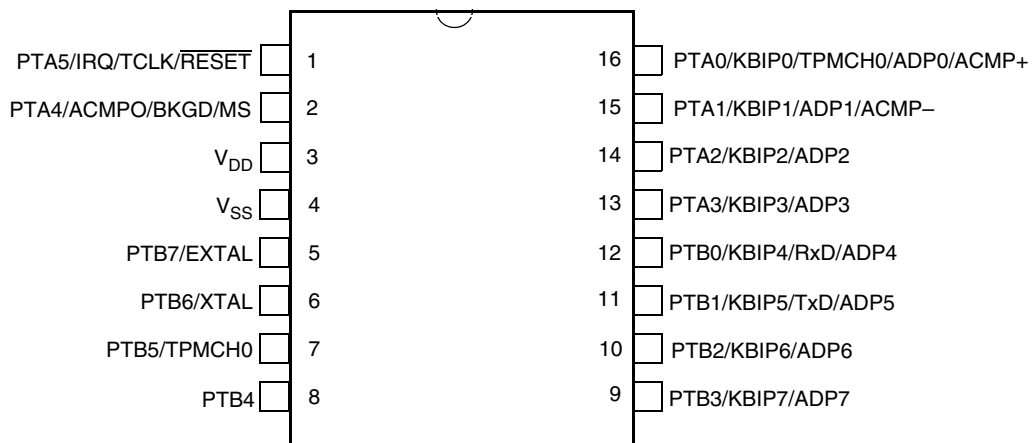 PTA5/IRQ/TCLK/RESET 1 16 PTA0/KBIP0/TPMCH0/ADP0/ACMP+
PTA4/ACMPO/BKGD/MS 2 15 PTA1/KBIP1/ADP1/ACMP–
VDD 3 14 PTA2/KBIP2/ADP2
VSS 4 13 PTA3/KBIP3/ADP3
PTB7/EXTAL 5 12 PTB0/KBIP4/RxD/ADP4
PTB6/XTAL 6 11 PTB1/KBIP5/TxD/ADP5
PTB5/TPMCH0 7 10 PTB2/KBIP6/ADP6
PTB4 8 9 PTB3/KBIP7/ADP7